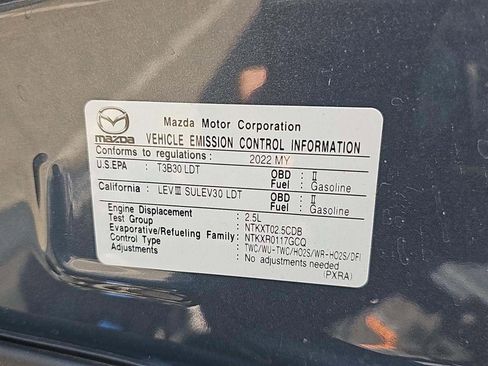 Mazda Motor Corporation
mazda
VEHICLE EMISSION CONTROL INFORMATION
Conforms to regulations: 2022 MY
U.S.EPA : T3B30 LDT OBD : II
Fuel : Gasoline
California : LEVⅢ SULEV30 LDT OBD : II
Fuel : Gasoline
Engine Displacement : 2.5L
Test Group : NTKXT02.5CDB
Evaporative/Refueling Family: NTKXR0117GCQ
Control Type : TWC/WU-TWC/HO2S/WR-HO2S/DFI
Adjustments : No adjustments needed
(PXRA)